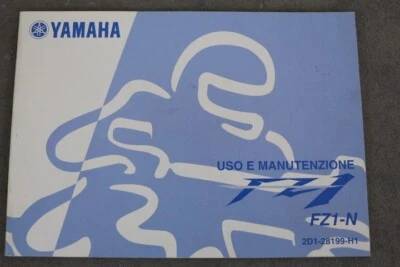 YAMAHA
USO E MANUTENZIONE
FZ1
FZ1-N
2D1-28199-H1